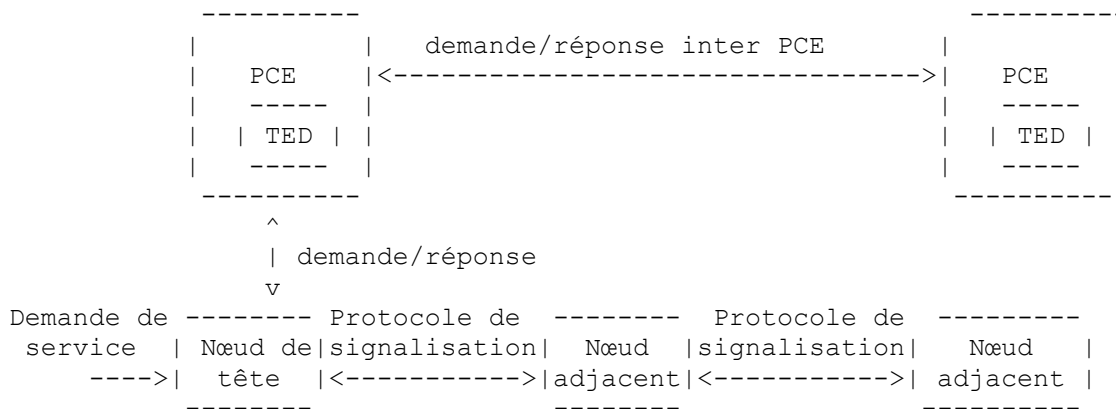 demande/réponse inter PCE
PCE PCE
TED TED
demande/réponse
Demande de Protocole de Protocole de
service Nœud de signalisation Nœud signalisation Nœud
tête adjacent adjacent